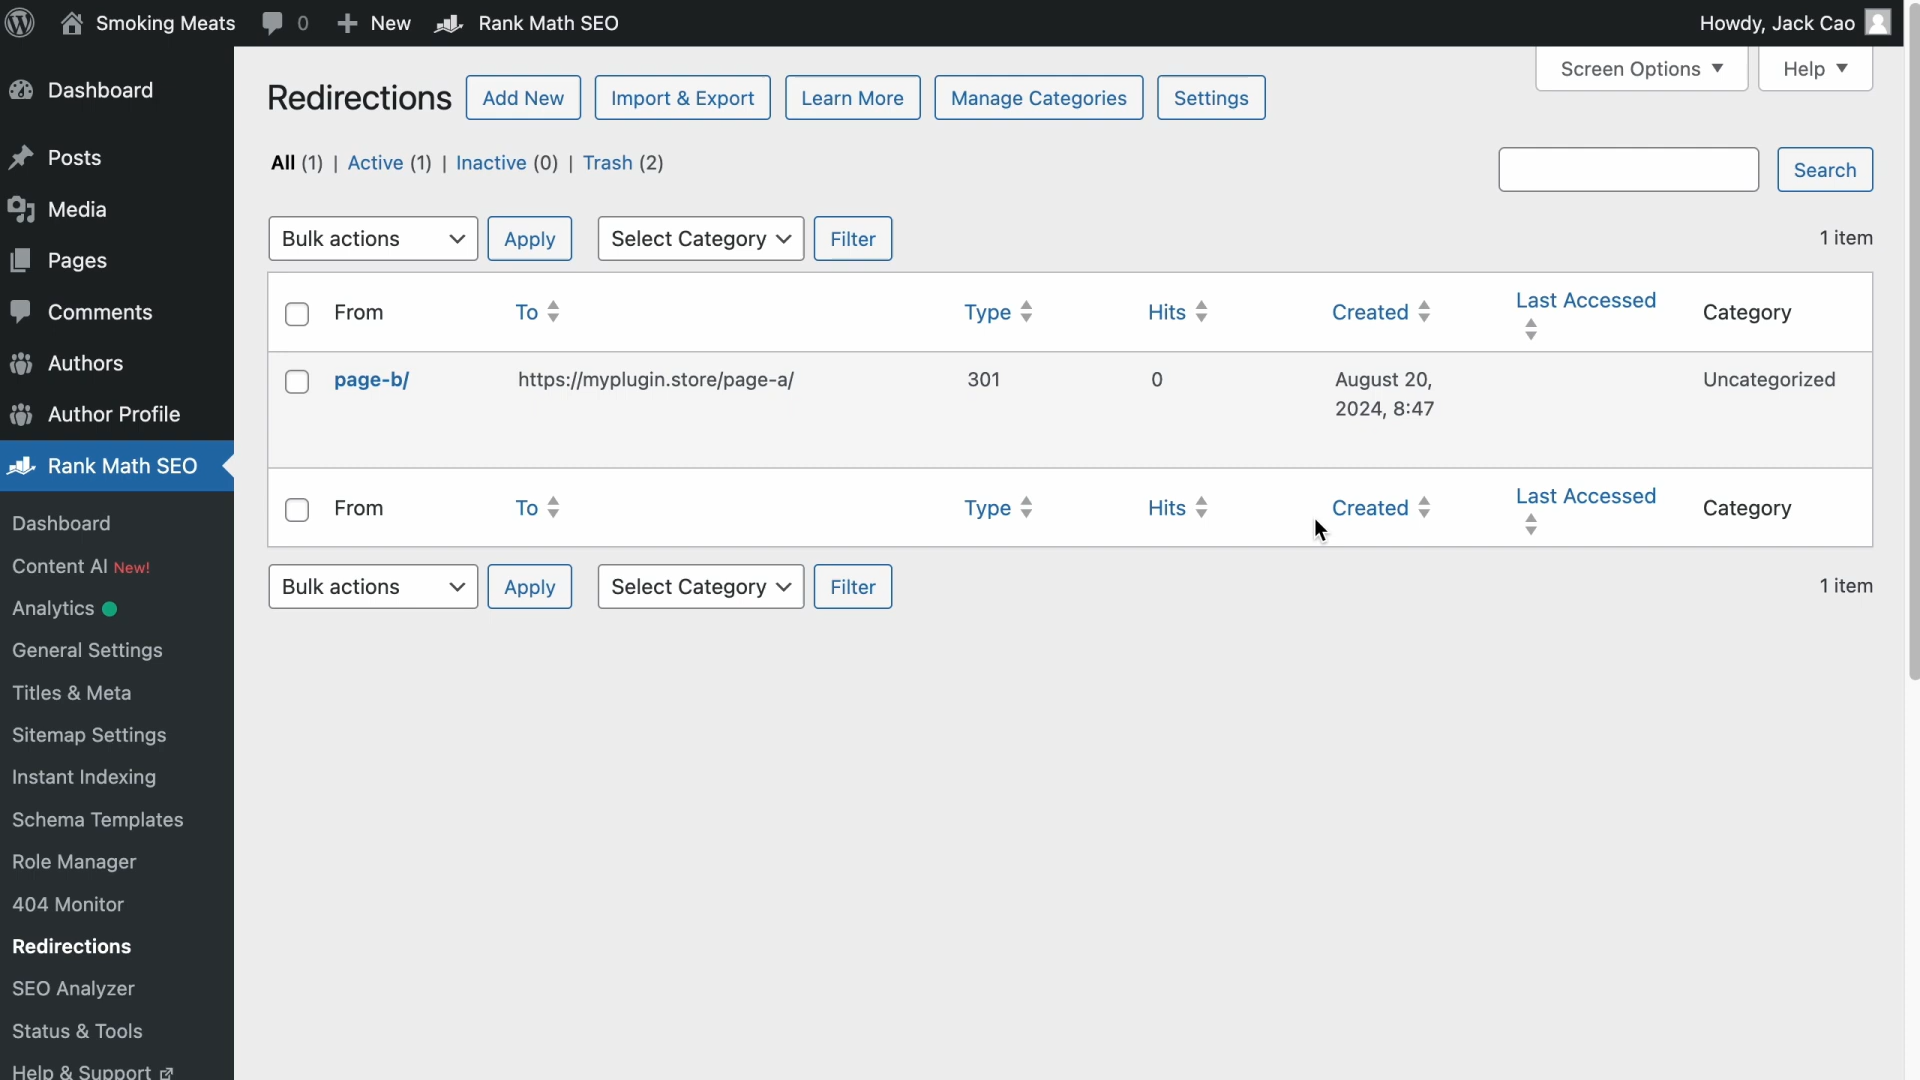 Smoking Meats 0 New Rank Math SEO Howdy, Jack Cao
Screen Options Help
Redirections Add New Import & Export Learn More Manage Categories Settings
All (1) | Active (1) | Inactive (0) | Trash (2)
Search
Bulk actions Apply Select Category Filter 1 item
From To Type Hits Created Last Accessed Category
page-b/ https://myplugin.store/page-a/ 301 0 August 20, Uncategorized
2024, 8:47
From To Type Hits Created Last Accessed Category
Bulk actions Apply Select Category Filter 1 item
Dashboard
Posts
Media
Pages
Comments
Authors
Author Profile
Rank Math SEO
Dashboard
Content AI New!
Analytics
General Settings
Titles & Meta
Sitemap Settings
Instant Indexing
Schema Templates
Role Manager
404 Monitor
Redirections
SEO Analyzer
Status & Tools
Help & Support